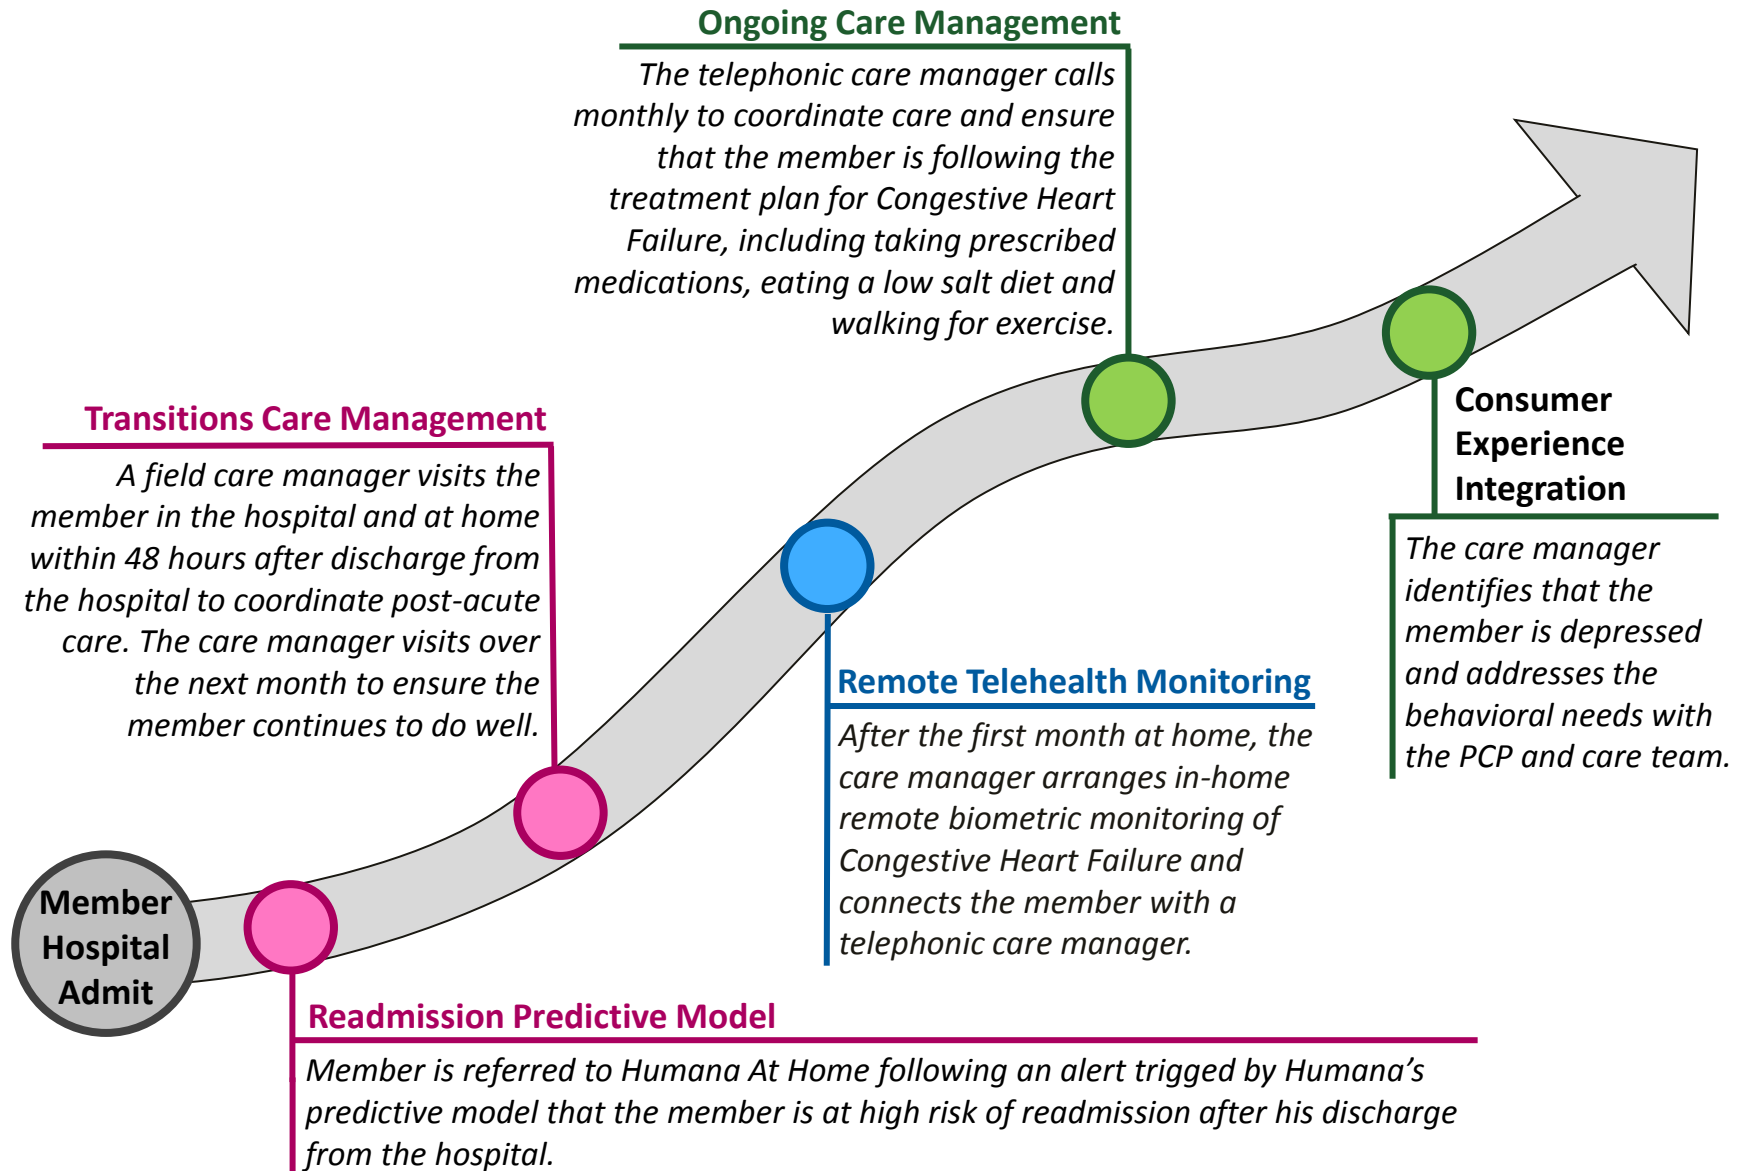 Ongoing Care Management
The telephonic care manager calls
monthly to coordinate care and ensure
that the member is following the
treatment plan for Congestive Heart
Failure, including taking prescribed
medications, eating a low salt diet and
walking for exercise.
Transitions Care Management
A field care manager visits the
member in the hospital and at home
within 48 hours after discharge from
the hospital to coordinate post-acute
care. The care manager visits over
the next month to ensure the
member continues to do well.
Consumer
Experience
Integration
The care manager
identifies that the
member is depressed
and addresses the
behavioral needs with
the PCP and care team.
Remote Telehealth Monitoring
After the first month at home, the
care manager arranges in-home
remote biometric monitoring of
Congestive Heart Failure and
connects the member with a
telephonic care manager.
Member
Hospital
Admit
Readmission Predictive Model
Member is referred to Humana At Home following an alert trigged by Humana’s
predictive model that the member is at high risk of readmission after his discharge
from the hospital.